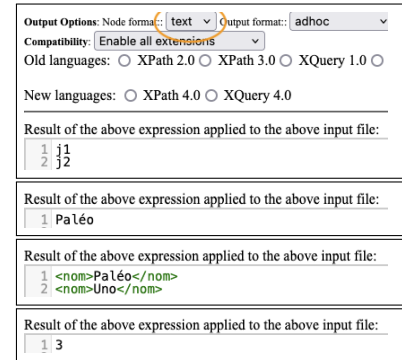 Output Options: Node format:: text Output format:: adhoc
Compatibility: Enable all extensions
Old languages: XPath 2.0 XPath 3.0 XQuery 1.0
New languages: XPath 4.0 XQuery 4.0
Result of the above expression applied to the above input file:
1 j1
2 j2
Result of the above expression applied to the above input file:
1 Paléo
Result of the above expression applied to the above input file:
1 <nom>Paléo</nom>
2 <nom>Uno</nom>
Result of the above expression applied to the above input file:
1 3